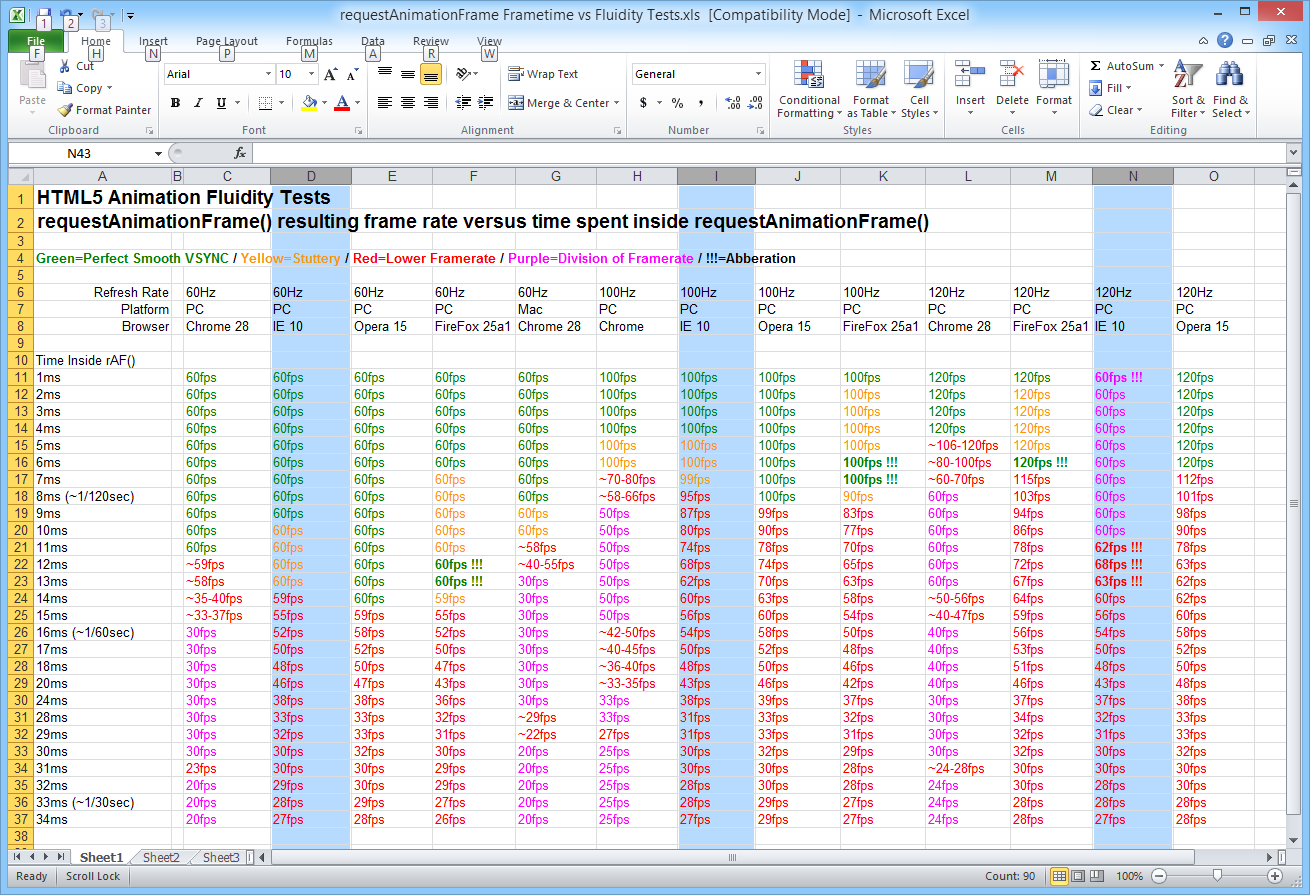 requestAnimationFrame Frametime vs Fluidity Tests.xls [Compatibility Mode] - Microsoft Excel
1 2 3
File Home Insert Page Layout Formulas Data Review View
F H N P M A R W
Paste Cut Copy Format Painter
Arial 10 A A
B I U A
Wrap Text Merge & Center
General
$ % ,
Conditional Formatting Format as Table Cell Styles
Insert Delete Format
AutoSum Fill Clear Sort & Filter Find & Select
Clipboard Font Alignment Number Styles Cells Editing
N43 fx
A B C D E F G H I J K L M N O
1 HTML5 Animation Fluidity Tests
2 requestAnimationFrame() resulting frame rate versus time spent inside requestAnimationFrame()
3
4 Green=Perfect Smooth VSYNC / Yellow=Stuttery / Red=Lower Framerate / Purple=Division of Framerate / !!!=Abberation
5
6 Refresh Rate 60Hz 60Hz 60Hz 60Hz 60Hz 100Hz 100Hz 100Hz 100Hz 120Hz 120Hz 120Hz 120Hz
7 Platform PC PC PC PC Mac PC PC PC PC PC PC PC PC
8 Browser Chrome 28 IE 10 Opera 15 FireFox 25a1 Chrome 28 Chrome IE 10 Opera 15 FireFox 25a1 Chrome 28 FireFox 25a1 IE 10 Opera 15
9
10 Time Inside rAF()
11 1ms 60fps 60fps 60fps 60fps 60fps 100fps 100fps 100fps 100fps 120fps 120fps 60fps !!! 120fps
12 2ms 60fps 60fps 60fps 60fps 60fps 100fps 100fps 100fps 100fps 120fps 120fps 60fps 120fps
13 3ms 60fps 60fps 60fps 60fps 60fps 100fps 100fps 100fps 100fps 120fps 120fps 60fps 120fps
14 4ms 60fps 60fps 60fps 60fps 60fps 100fps 100fps 100fps 100fps 120fps 120fps 60fps 120fps
15 5ms 60fps 60fps 60fps 60fps 60fps 100fps 100fps 100fps 100fps ~106-120fps 120fps 60fps 120fps
16 6ms 60fps 60fps 60fps 60fps 60fps 100fps 100fps 100fps 100fps !!! ~80-100fps 120fps !!! 60fps 120fps
17 7ms 60fps 60fps 60fps 60fps 60fps ~70-80fps 99fps 100fps 100fps !!! ~60-70fps 115fps 60fps 112fps
18 8ms (~1/120sec) 60fps 60fps 60fps 60fps 60fps ~58-66fps 95fps 100fps 90fps 60fps 103fps 60fps 101fps
19 9ms 60fps 60fps 60fps 60fps 60fps 50fps 87fps 99fps 83fps 60fps 94fps 60fps 98fps
20 10ms 60fps 60fps 60fps 60fps 60fps 50fps 80fps 90fps 77fps 60fps 86fps 60fps 90fps
21 11ms 60fps 60fps 60fps 60fps ~58fps 50fps 74fps 78fps 70fps 60fps 78fps 62fps !!! 78fps
22 12ms ~59fps 60fps 60fps 60fps !!! ~40-55fps 50fps 68fps 74fps 65fps 60fps 72fps 68fps !!! 63fps
23 13ms ~58fps 60fps 60fps 60fps !!! 30fps 50fps 62fps 70fps 63fps 60fps 67fps 63fps !!! 62fps
24 14ms ~35-40fps 59fps 60fps 59fps 30fps 50fps 60fps 63fps 58fps ~50-56fps 64fps 60fps 62fps
25 15ms ~33-37fps 55fps 59fps 55fps 30fps 50fps 56fps 60fps 54fps ~40-47fps 59fps 56fps 60fps
26 16ms (~1/60sec) 30fps 52fps 58fps 52fps 30fps ~42-50fps 54fps 58fps 50fps 40fps 56fps 54fps 58fps
27 17ms 30fps 50fps 52fps 50fps 30fps ~40-45fps 50fps 52fps 48fps 40fps 53fps 50fps 52fps
28 18ms 30fps 48fps 50fps 47fps 30fps ~36-40fps 48fps 50fps 46fps 40fps 51fps 48fps 50fps
29 20ms 30fps 46fps 47fps 43fps 30fps ~33-35fps 43fps 46fps 42fps 40fps 46fps 43fps 48fps
30 24ms 30fps 38fps 38fps 36fps 30fps 33fps 38fps 39fps 37fps 30fps 37fps 37fps 38fps
31 28ms 30fps 33fps 33fps 32fps ~29fps 33fps 31fps 33fps 32fps 30fps 34fps 32fps 33fps
32 29ms 30fps 32fps 33fps 31fps ~22fps 27fps 31fps 33fps 31fps 30fps 32fps 31fps 33fps
33 30ms 30fps 30fps 32fps 30fps 20fps 25fps 30fps 32fps 29fps 30fps 32fps 30fps 32fps
34 31ms 23fps 30fps 30fps 29fps 20fps 25fps 30fps 30fps 28fps ~24-28fps 30fps 30fps 30fps
35 32ms 20fps 29fps 30fps 29fps 20fps 25fps 28fps 30fps 28fps 24fps 30fps 28fps 30fps
36 33ms (~1/30sec) 20fps 28fps 29fps 27fps 20fps 25fps 28fps 29fps 27fps 24fps 28fps 28fps 28fps
37 34ms 20fps 27fps 28fps 26fps 20fps 25fps 27fps 29fps 27fps 24fps 28fps 27fps 28fps
38
Sheet1 Sheet2 Sheet3
Ready Scroll Lock Count: 90 100%